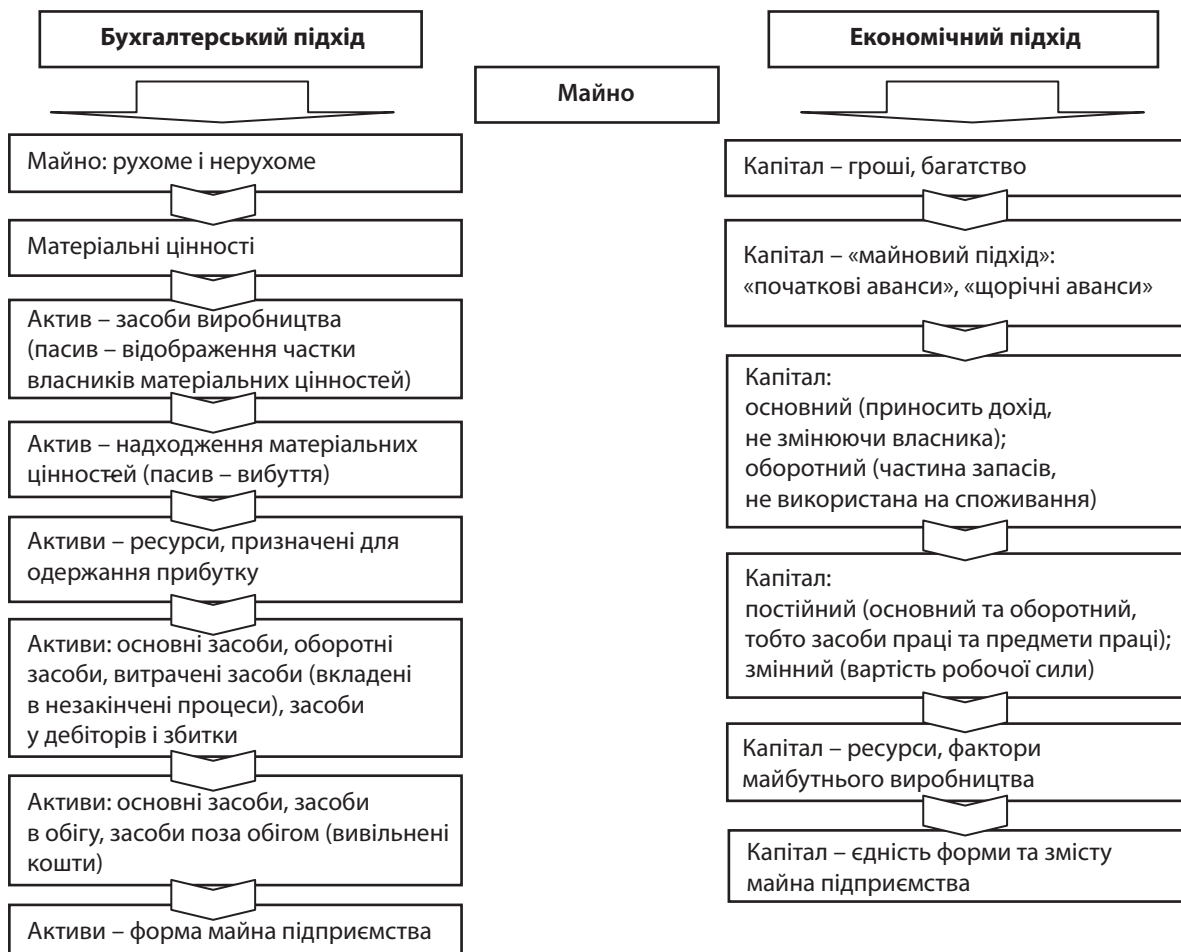 Бухгалтерський підхід
Майно
Економічний підхід
Майно: рухоме і нерухоме
Матеріальні цінності
Актив – засоби виробництва
(пасив – відображення частки
власників матеріальних цінностей)
Актив – надходження матеріальних
цінностей (пасив – вибуття)
Активи – ресурси, призначені для
одержання прибутку
Активи: основні засоби, оборотні
засоби, витрачені засоби (вкладені
в незакінчені процеси), засоби
у дебіторів і збитки
Активи: основні засоби, засоби
в обігу, засоби поза обігом (вивільнені
кошти)
Активи – форма майна підприємства
Капітал – гроші, багатство
Капітал – «майновий підхід»:
«початкові аванси», «щорічні аванси»
Капітал:
основний (приносить дохід,
не змінюючи власника);
оборотний (частина запасів,
не використана на споживання)
Капітал:
постійний (основний та оборотний,
тобто засоби праці та предмети праці);
змінний (вартість робочої сили)
Капітал – ресурси, фактори
майбутнього виробництва
Капітал – єдність форми та змісту
майна підприємства